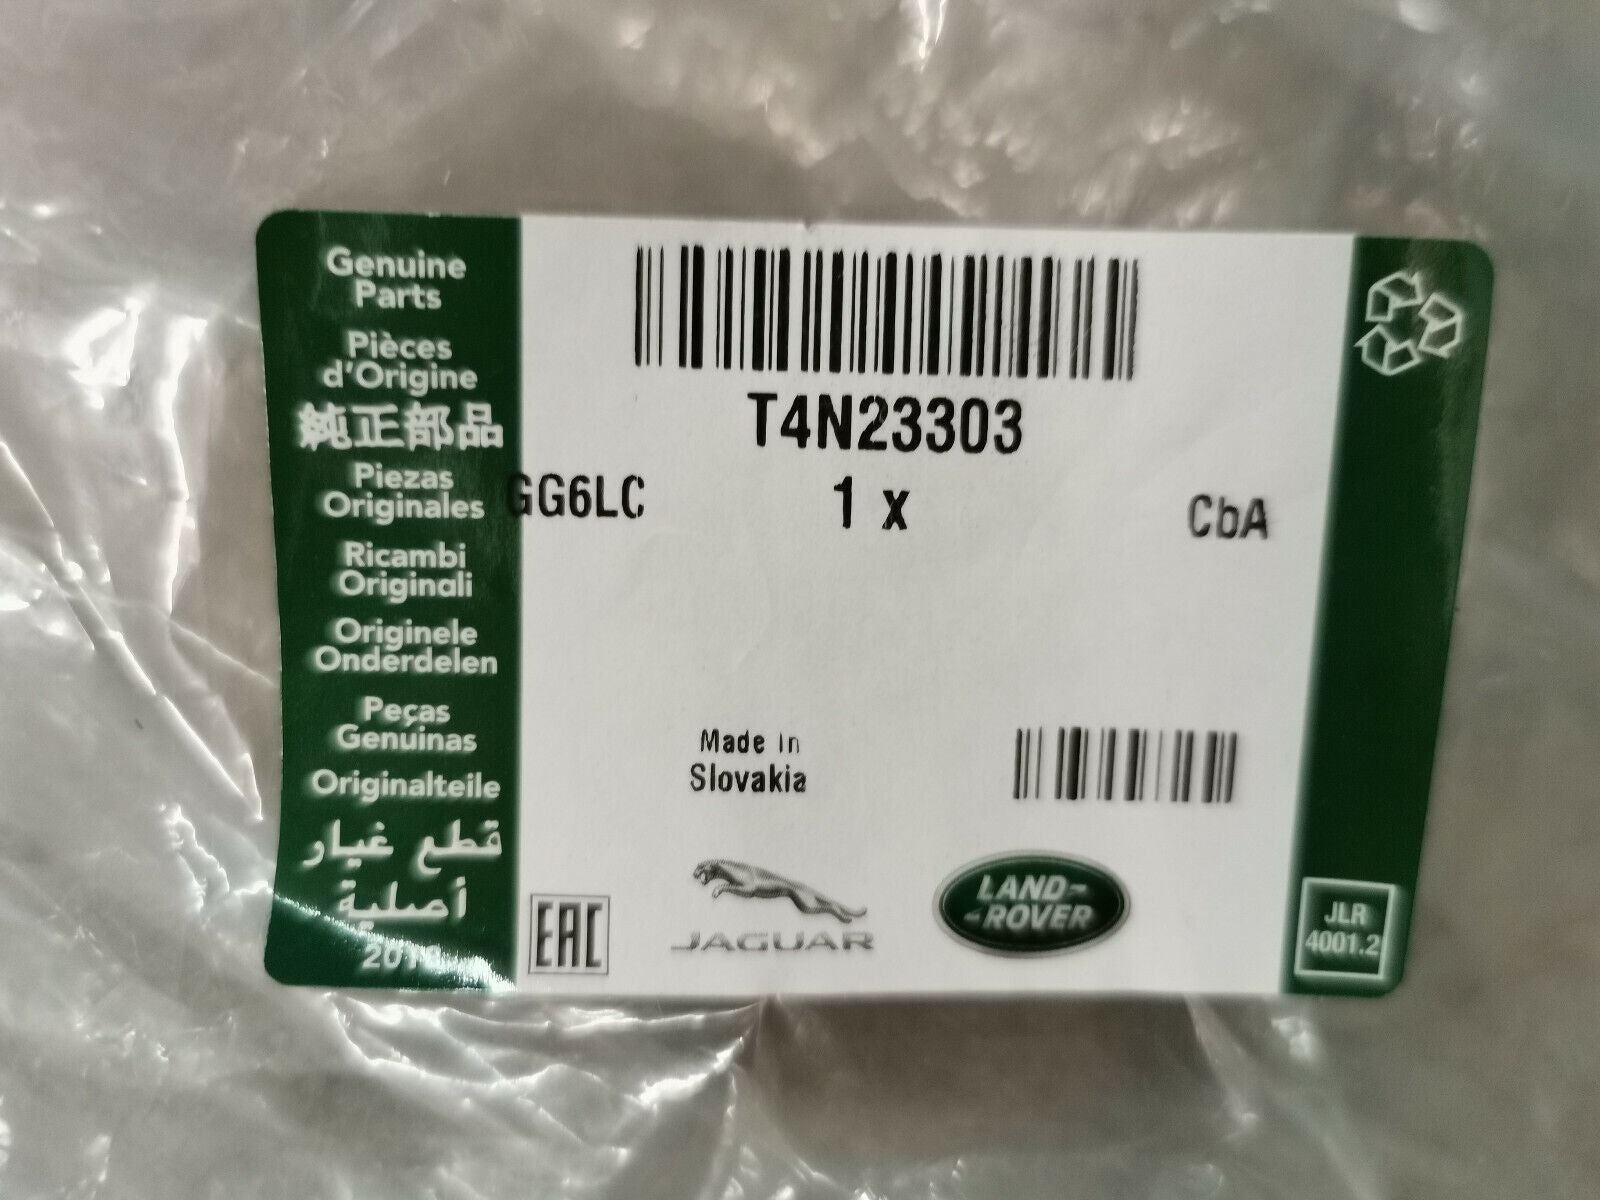 Genuine
Parts
Pièces
d'Origine
純正部品
Piezas
Originales
Ricambi
Originali
Originele
Onderdelen
Peças
Genuinas
Originalteile
قطع غيار
أصلية
T4N23303
GG6LC
1 x
CbA
Made in
Slovakia
EAC
JAGUAR
LAND-
-ROVER
JLR
4001.2